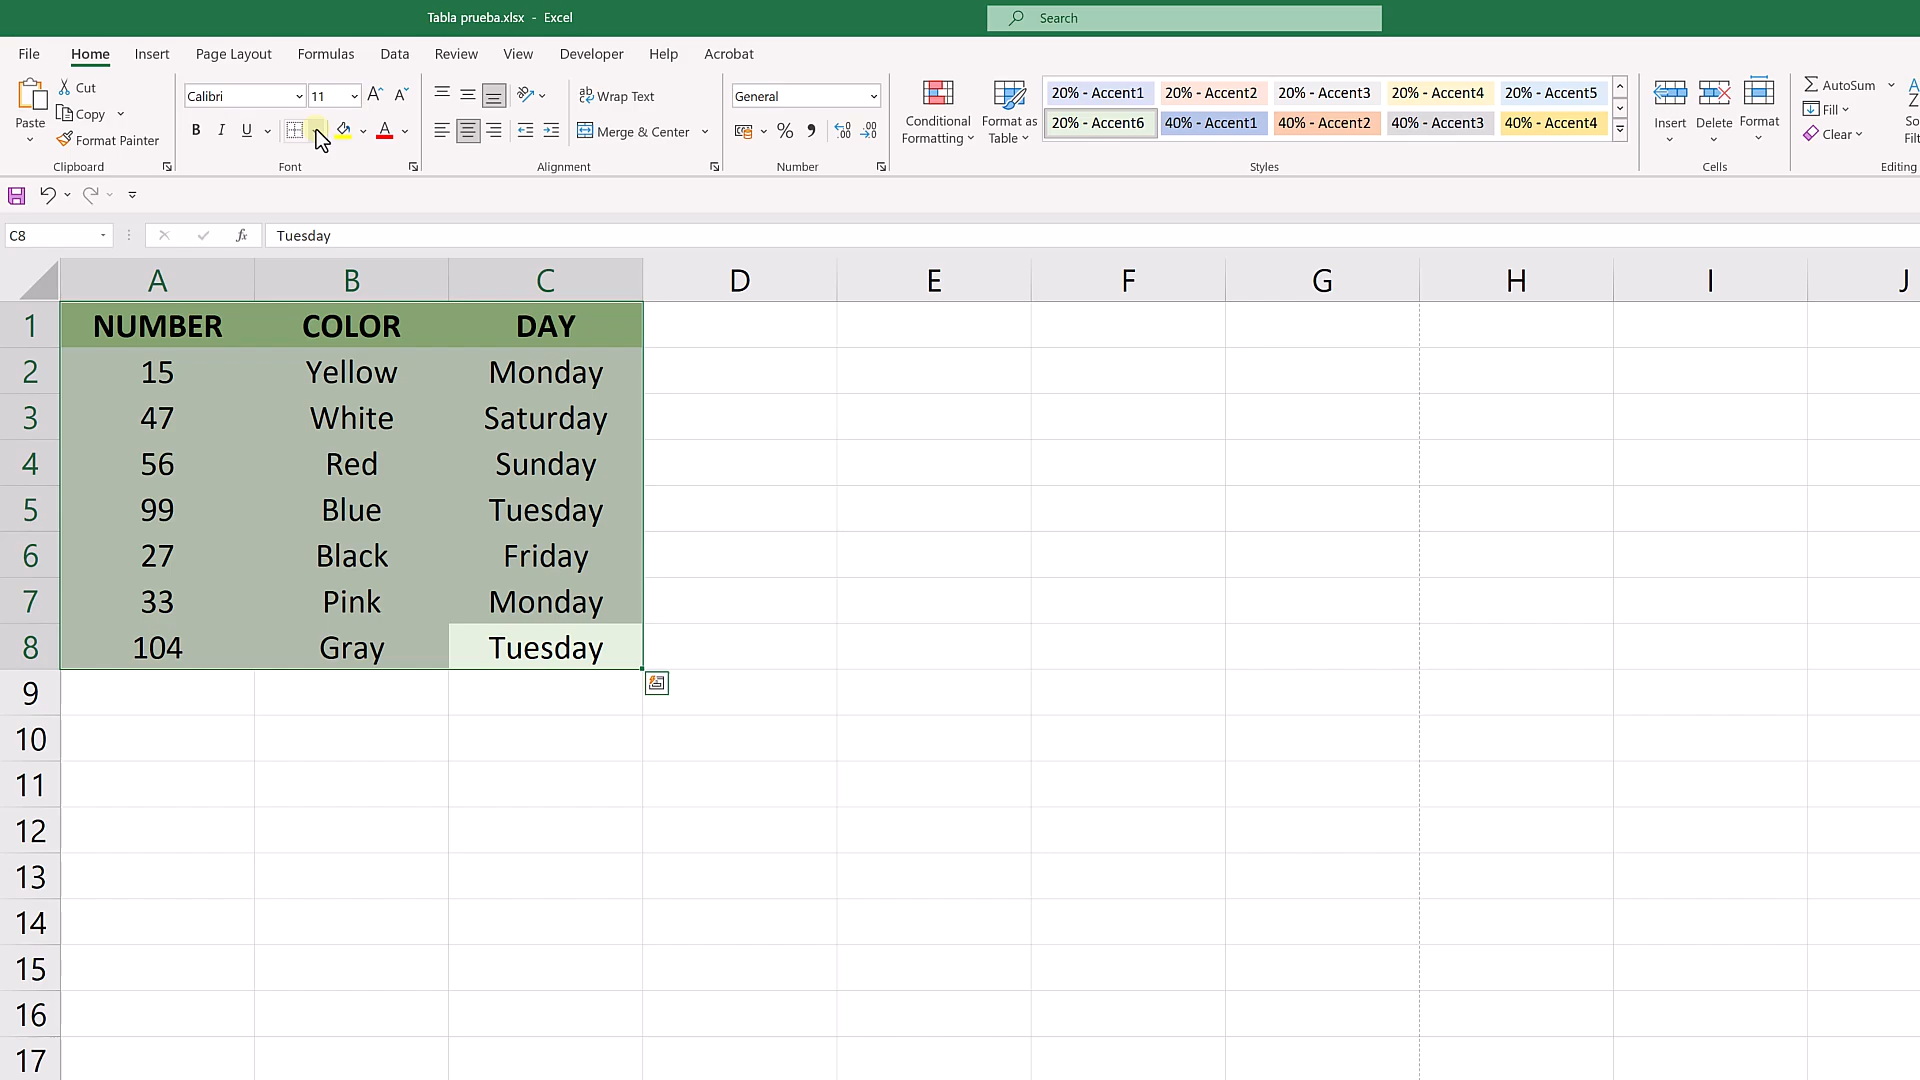 Tabla prueba.xlsx - Excel
Search
File Home Insert Page Layout Formulas Data Review View Developer Help Acrobat
Paste
Cut
Copy
Format Painter
Clipboard
Calibri 11
B I U
Font
Wrap Text
Merge & Center
Alignment
General
Number
Conditional Formatting
Format as Table
20% - Accent1 20% - Accent2 20% - Accent3 20% - Accent4 20% - Accent5
20% - Accent6 40% - Accent1 40% - Accent2 40% - Accent3 40% - Accent4
Styles
Insert Delete Format
Cells
AutoSum
Fill
Clear
So
Filt
Editing
C8 fx Tuesday
A B C D E F G H I J
1 NUMBER COLOR DAY
2 15 Yellow Monday
3 47 White Saturday
4 56 Red Sunday
5 99 Blue Tuesday
6 27 Black Friday
7 33 Pink Monday
8 104 Gray Tuesday
9
10
11
12
13
14
15
16
17